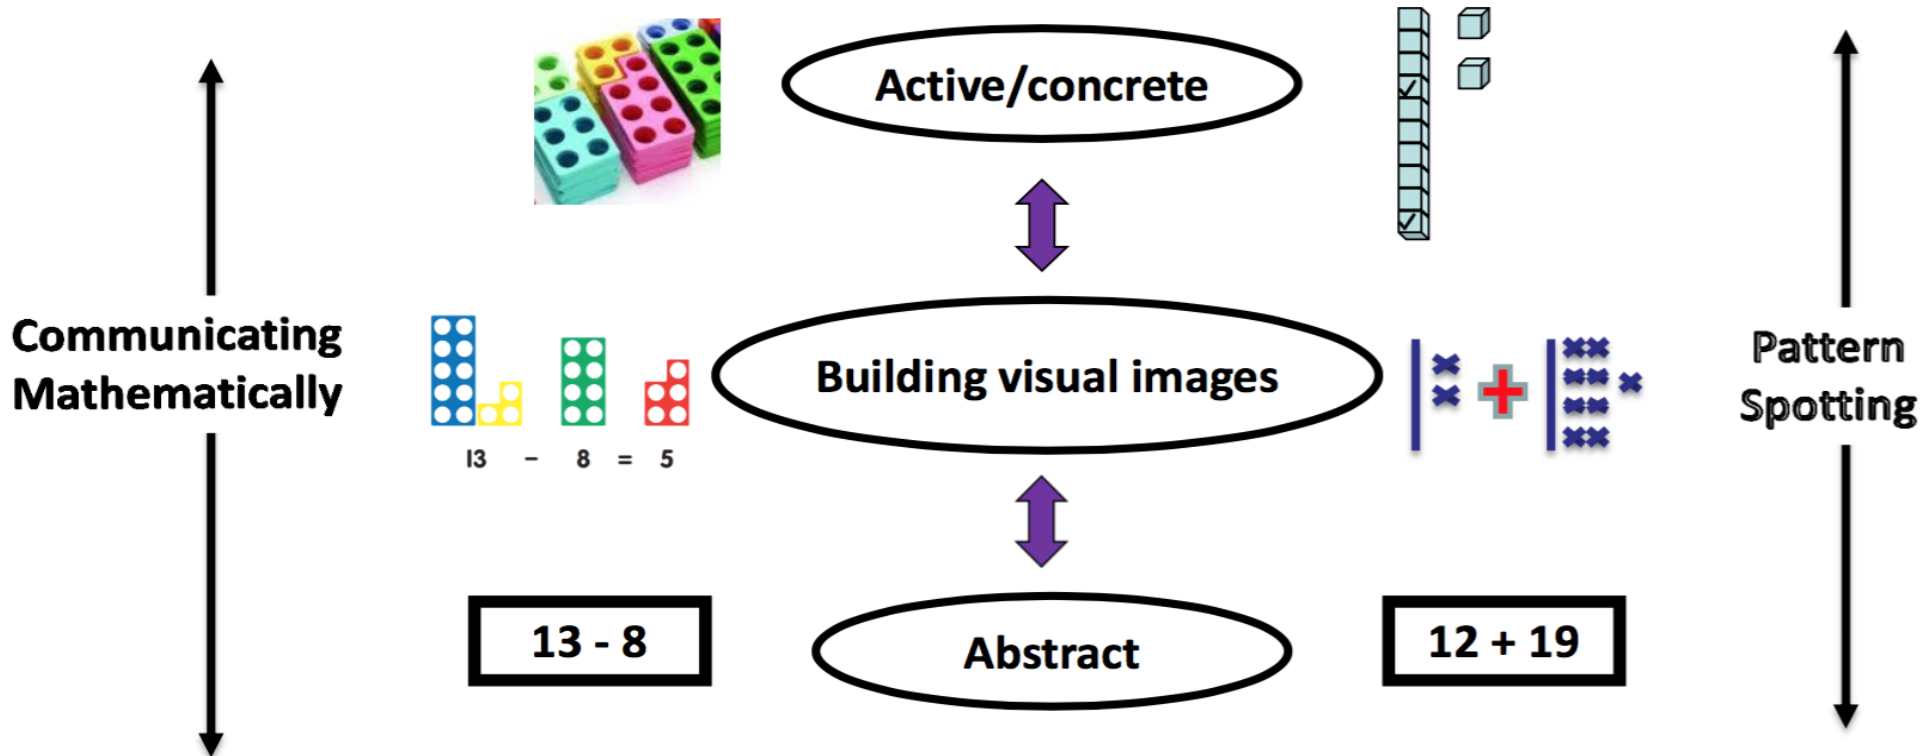 Active/concrete
Communicating
Mathematically
13 - 8 = 5
Building visual images
+
Pattern
Spotting
13 - 8
Abstract
12 + 19